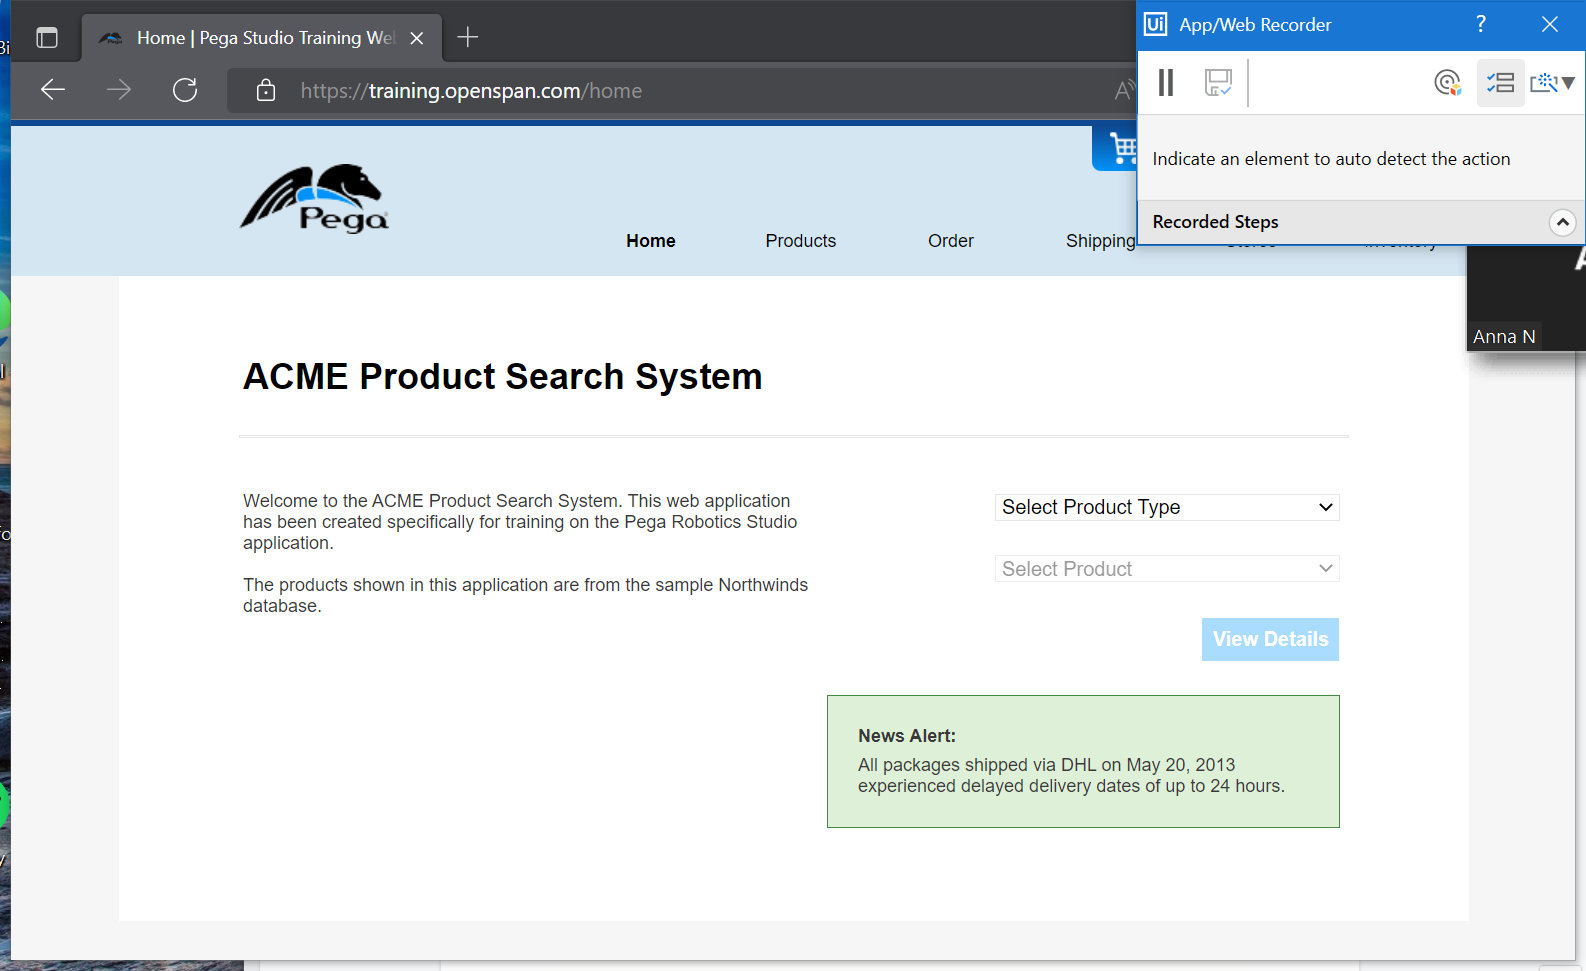 Home | Pega Studio Training Web
https://training.openspan.com/home
App/Web Recorder
?
Indicate an element to auto detect the action
Recorded Steps
Pega
Home
Products
Order
Shipping
Stores
Inventory
Anna N
ACME Product Search System
Welcome to the ACME Product Search System. This web application
has been created specifically for training on the Pega Robotics Studio
application.
The products shown in this application are from the sample Northwinds
database.
Select Product Type
Select Product
View Details
News Alert:
All packages shipped via DHL on May 20, 2013
experienced delayed delivery dates of up to 24 hours.